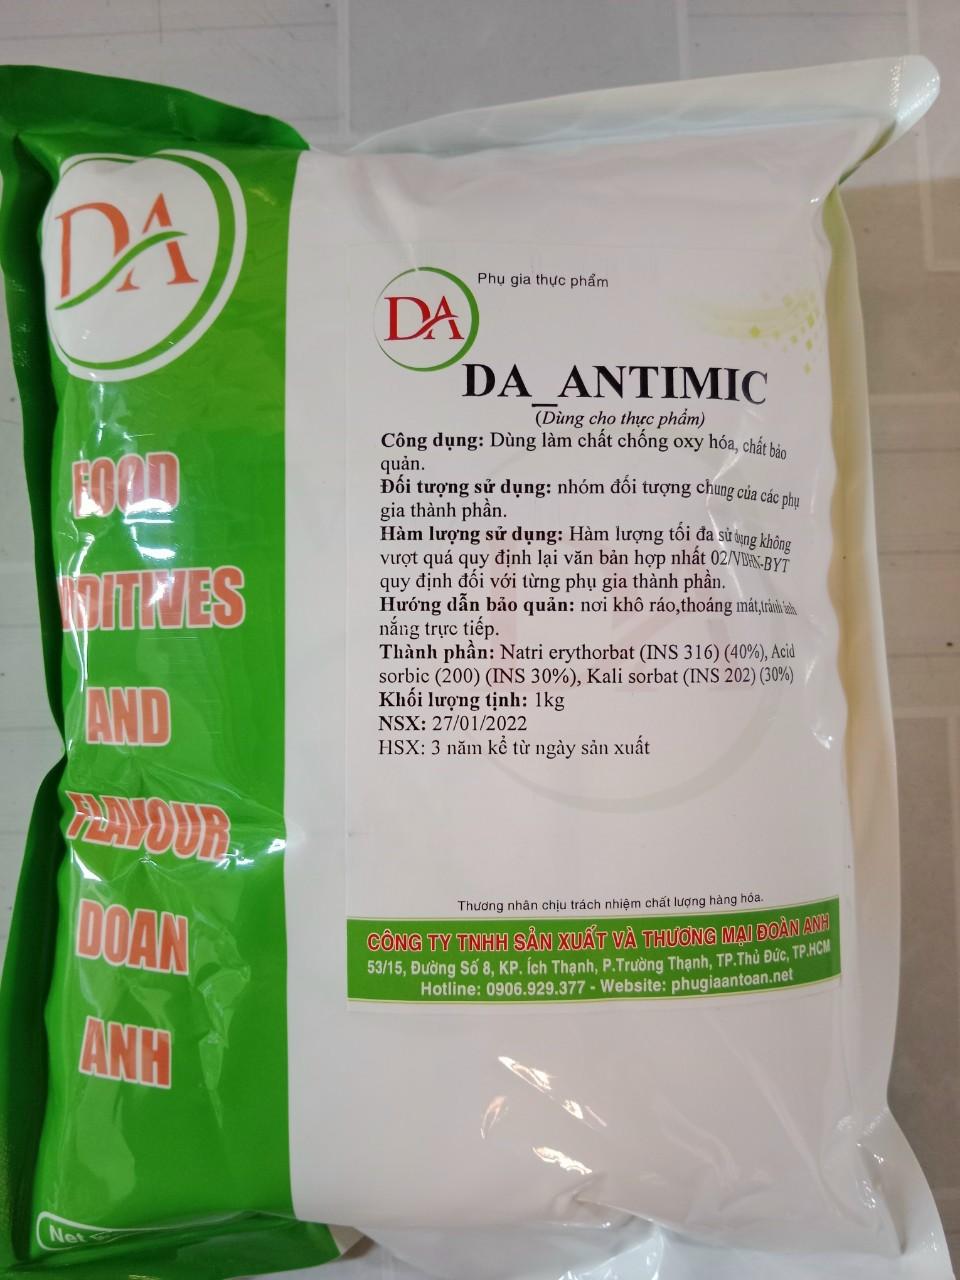 DA
FOOD
ADDITIVES
AND
FLAVOUR
DOAN
ANH
Net
DA
Phụ gia thực phẩm
DA_ANTIMIC
(Dùng cho thực phẩm)
Công dụng: Dùng làm chất chống oxy hóa, chất bảo
quản.
Đối tượng sử dụng: nhóm đối tượng chung của các phụ
gia thành phần.
Hàm lượng sử dụng: Hàm lượng tối đa sử dụng không
vượt quá quy định lại văn bản hợp nhất 02/VBHN-BYT
quy định đối với từng phụ gia thành phần.
Hướng dẫn bảo quản: nơi khô ráo,thoáng mát,tránh ánh
nắng trực tiếp.
Thành phần: Natri erythorbat (INS 316) (40%), Acid
sorbic (200) (INS 30%), Kali sorbat (INS 202) (30%)
Khối lượng tịnh: 1kg
NSX: 27/01/2022
HSX: 3 năm kể từ ngày sản xuất
Thương nhân chịu trách nhiệm chất lượng hàng hóa.
CÔNG TY TNHH SẢN XUẤT VÀ THƯƠNG MẠI ĐOÀN ANH
53/15, Đường Số 8, KP. Ích Thạnh, P.Trường Thạnh, TP.Thủ Đức, TP.HCM
Hotline: 0906.929.377 - Website: phugiaantoan.net